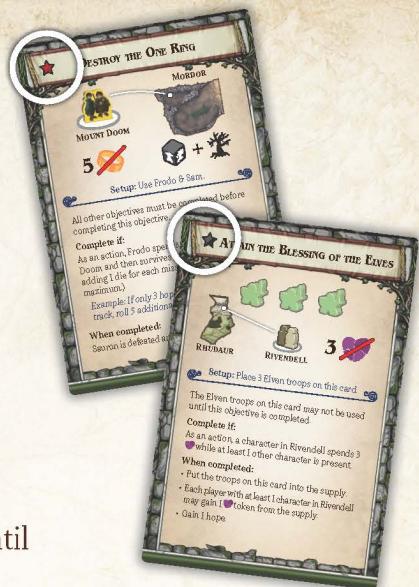 DESTROY THE ONE RING
MORDOR
MOUNT DOOM
5
+
Setup: Use Frodo & Sam.
All other objectives must be completed before
completing this objective.
Complete if:
As an action, Frodo
Doom and then
adding 1 die for each
maximum.)
Example: If only 3
track, roll 5
When completed:
Sauron is defeated
ATTAIN THE BLESSING OF THE ELVES
RHUDAUR
RIVENDELL
3
Setup: Place 3 Elven troops on this card.
The Elven troops on this card may not be used
until this objective is completed.
Complete if:
As an action, a character in Rivendell spends 3
while at least 1 other character is present.
When completed:
• Put the troops on this card into the supply.
• Each player with at least 1 character in Rivendell
may gain 1 token from the supply.
• Gain 1 hope.
until